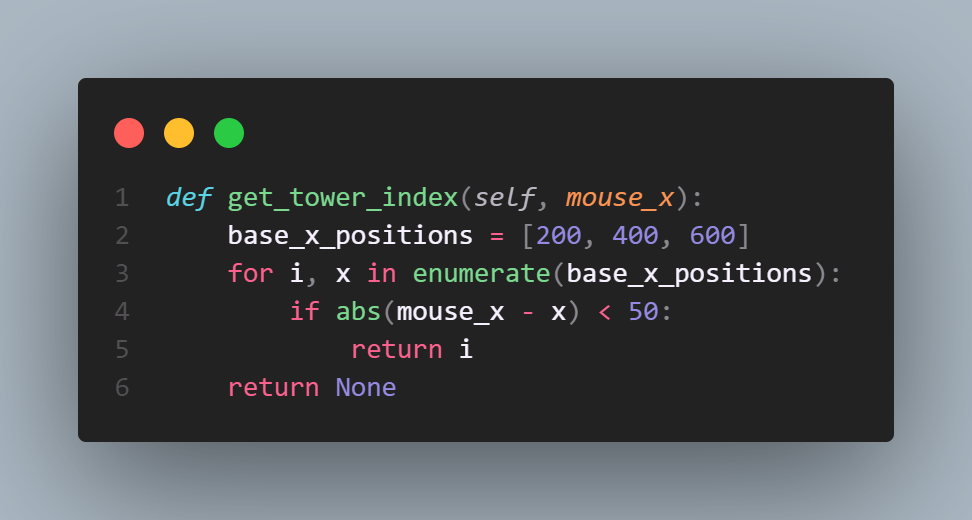 1 def get_tower_index(self, mouse_x):
2     base_x_positions = [200, 400, 600]
3     for i, x in enumerate(base_x_positions):
4         if abs(mouse_x - x) < 50:
5             return i
6     return None